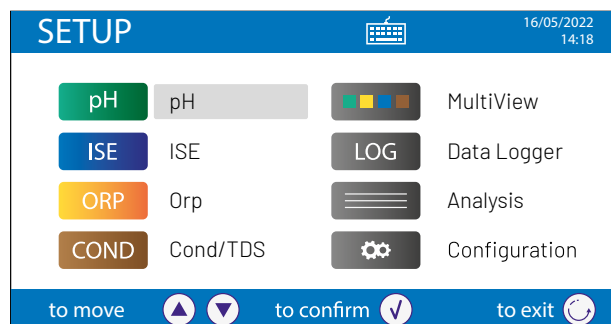 SETUP
16/05/2022
14:18
pH pH
MultiView
ISE ISE
LOG Data Logger
ORP Orp
Analysis
COND Cond/TDS
Configuration
to move to confirm to exit